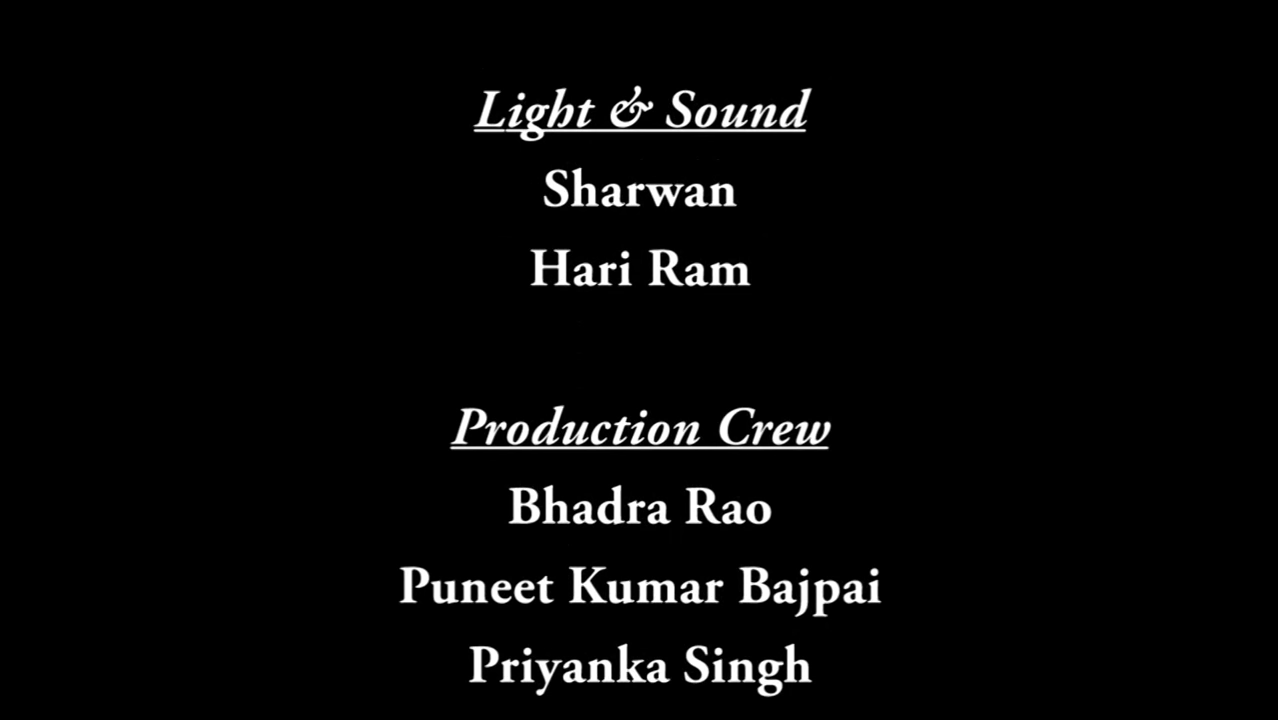 Light & Sound
Sharwan
Hari Ram
Production Crew
Bhadra Rao
Puneet Kumar Bajpai
Priyanka Singh